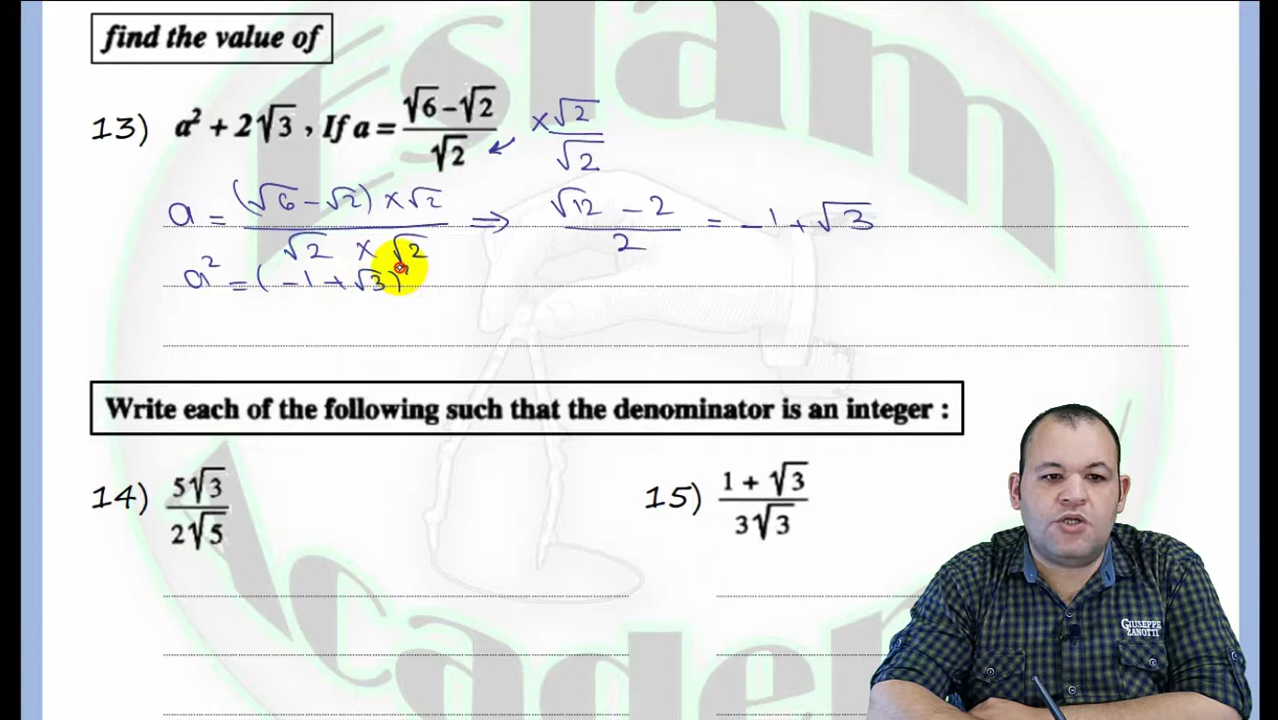 find the value of
13) a² + 2√3 , If a = (√6 - √2)/√2 × √2/√2
a = ((√6 - √2) × √2)/(√2 × √2) ⇒ (√12 - 2)/2 = -1 + √3
a² = (-1 + √3)²
Write each of the following such that the denominator is an integer :
14) 5√3/2√5
15) (1 + √3)/3√3
GIUSEPPE
ZANOTTI
Eslam
Academy